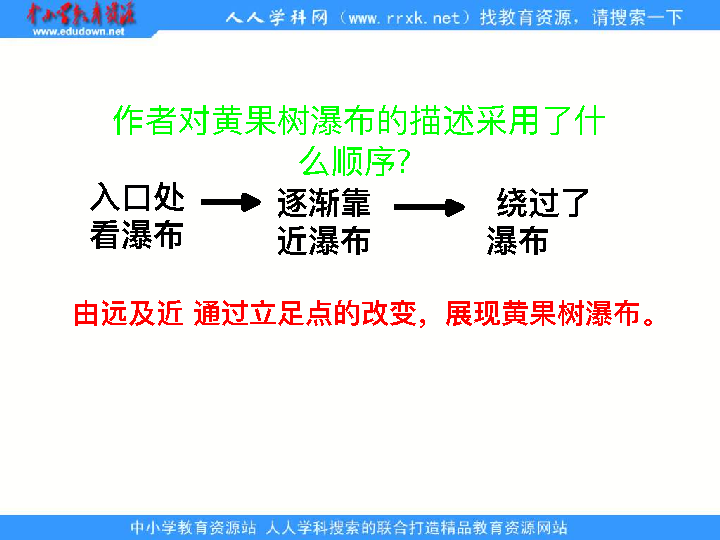 中小学教育资源
www.edudown.net
人人学科网（www.rrxk.net）找教育资源，请搜索一下
作者对黄果树瀑布的描述采用了什
么顺序?
入口处
看瀑布
逐渐靠
近瀑布
绕过了
瀑布
由远及近 通过立足点的改变，展现黄果树瀑布。
中小学教育资源站 人人学科搜索的联合打造精品教育资源网站